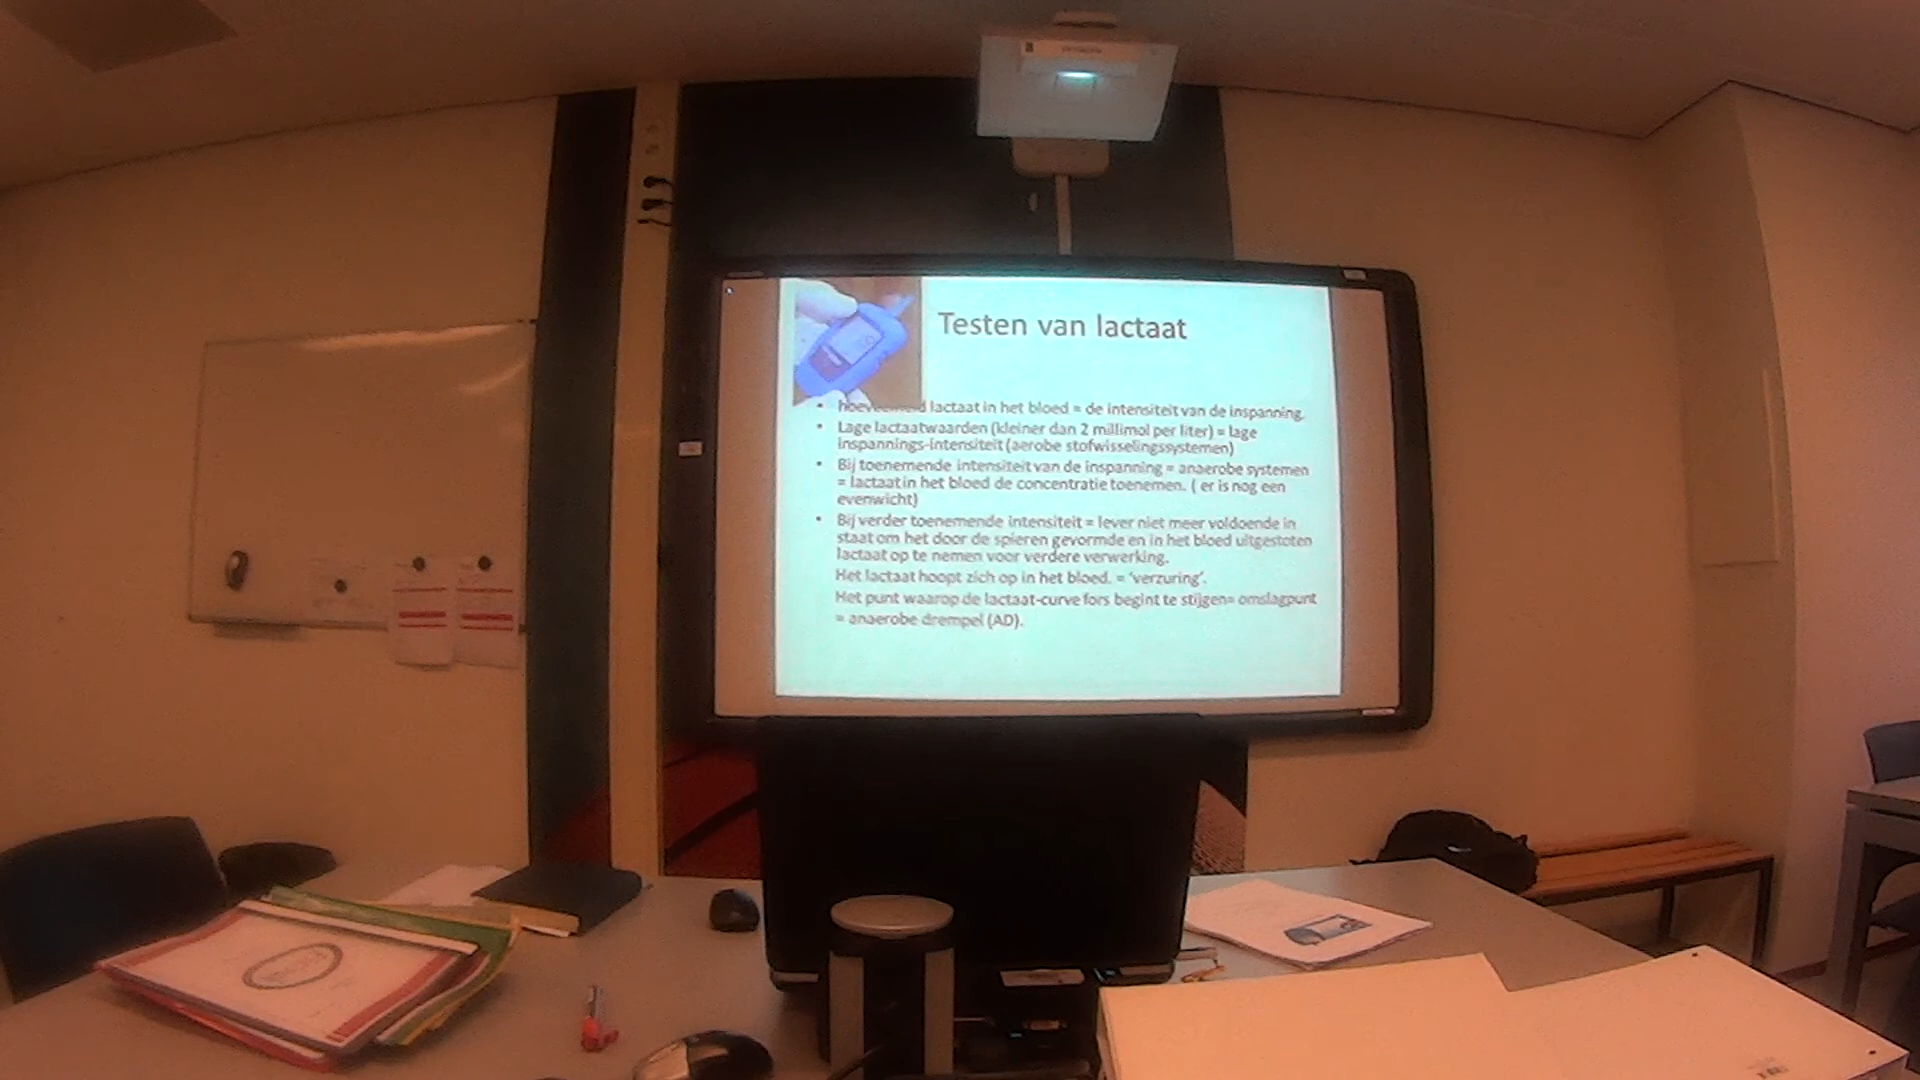 Testen van lactaat
lactaat in het bloed = de intensiteit van de inspanning.
Lage lactaatwaarden (kleiner dan 2 millimol per liter) = lage
inspannings-intensiteit (aerobe stofwisselingssystemen)
Bij toenemende intensiteit van de inspanning = anaerobe systemen
= lactaat in het bloed de concentratie toenemen. ( er is nog een
evenwicht)
Bij verder toenemende intensiteit = lever niet meer voldoende in
staat om het door de spieren gevormde en in het bloed uitgestoten
lactaat op te nemen voor verdere verwerking.
Het lactaat hoopt zich op in het bloed. = 'verzuring'.
Het punt waarop de lactaat-curve fors begint te stijgen= omslagpunt
= anaerobe drempel (AD).